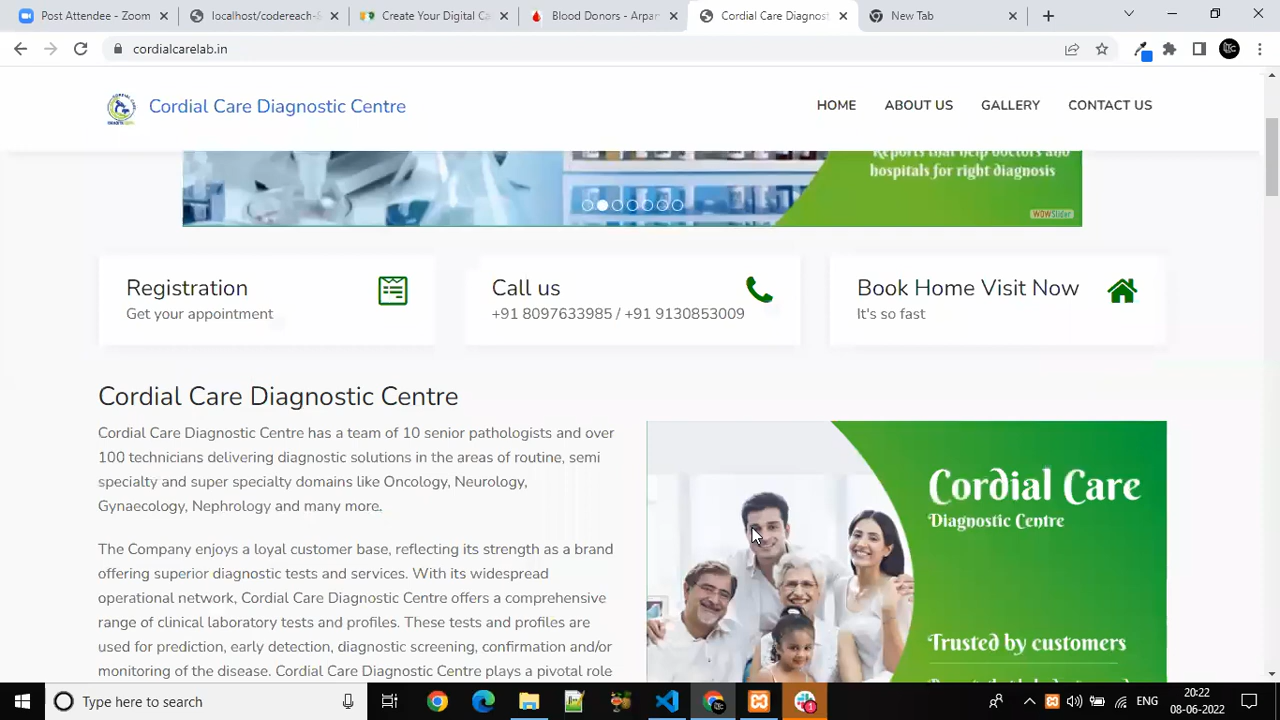 Post Attendee - Zoom
localhost/codereach-
Create Your Digital Ca
Blood Donors - Arpan
Cordial Care Diagnost
New Tab
cordialcarelab.in
Cordial Care Diagnostic Centre
HOME
ABOUT US
GALLERY
CONTACT US
Reports that help doctors and
hospitals for right diagnosis
WOWSlider
Registration
Get your appointment
Call us
+91 8097633985 / +91 9130853009
Book Home Visit Now
It's so fast
Cordial Care Diagnostic Centre
Cordial Care Diagnostic Centre has a team of 10 senior pathologists and over
100 technicians delivering diagnostic solutions in the areas of routine, semi
specialty and super specialty domains like Oncology, Neurology,
Gynaecology, Nephrology and many more.
The Company enjoys a loyal customer base, reflecting its strength as a brand
offering superior diagnostic tests and services. With its widespread
operational network, Cordial Care Diagnostic Centre offers a comprehensive
range of clinical laboratory tests and profiles. These tests and profiles are
used for prediction, early detection, diagnostic screening, confirmation and/or
monitoring of the disease. Cordial Care Diagnostic Centre plays a pivotal role
Cordial Care
Diagnostic Centre
Trusted by customers
Type here to search
ENG
20:22
08-06-2022